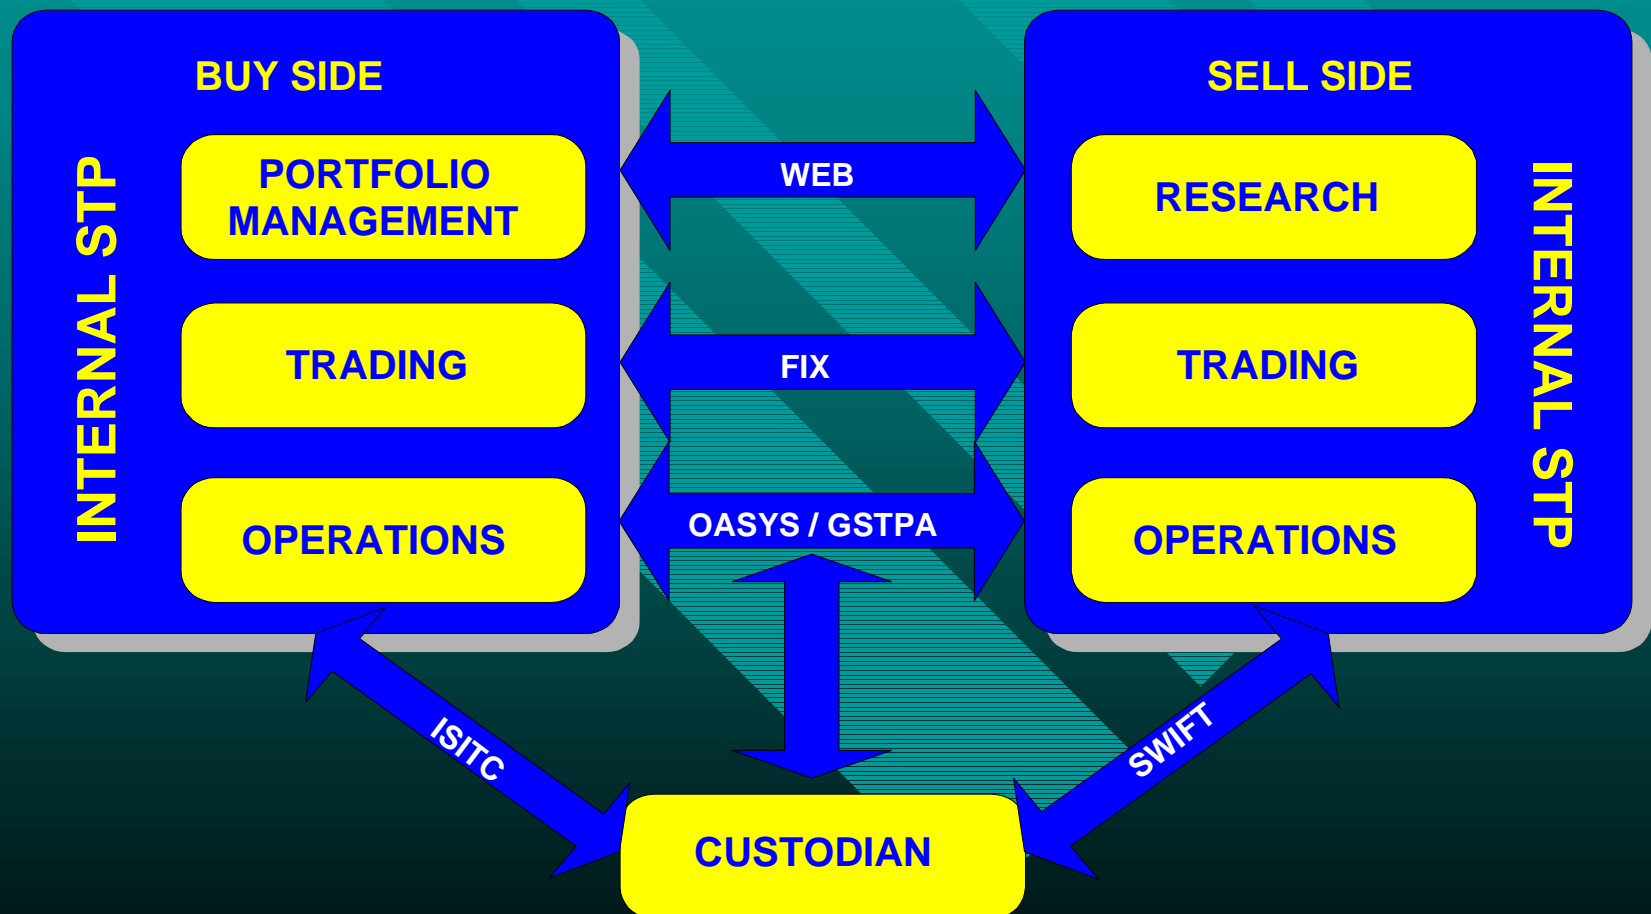 BUY SIDE
INTERNAL STP
PORTFOLIO
MANAGEMENT
TRADING
OPERATIONS
WEB
FIX
OASYS / GSTPA
SELL SIDE
RESEARCH
TRADING
OPERATIONS
INTERNAL STP
ISITC
SWIFT
CUSTODIAN